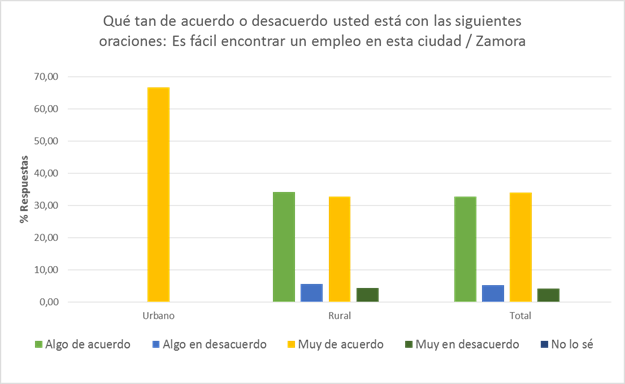 Qué tan de acuerdo o desacuerdo usted está con las siguientes
oraciones: Es fácil encontrar un empleo en esta ciudad / Zamora
70,00
60,00
50,00
40,00
30,00
20,00
10,00
0,00
% Respuestas
Urbano Rural Total
Algo de acuerdo Algo en desacuerdo Muy de acuerdo Muy en desacuerdo No lo sé